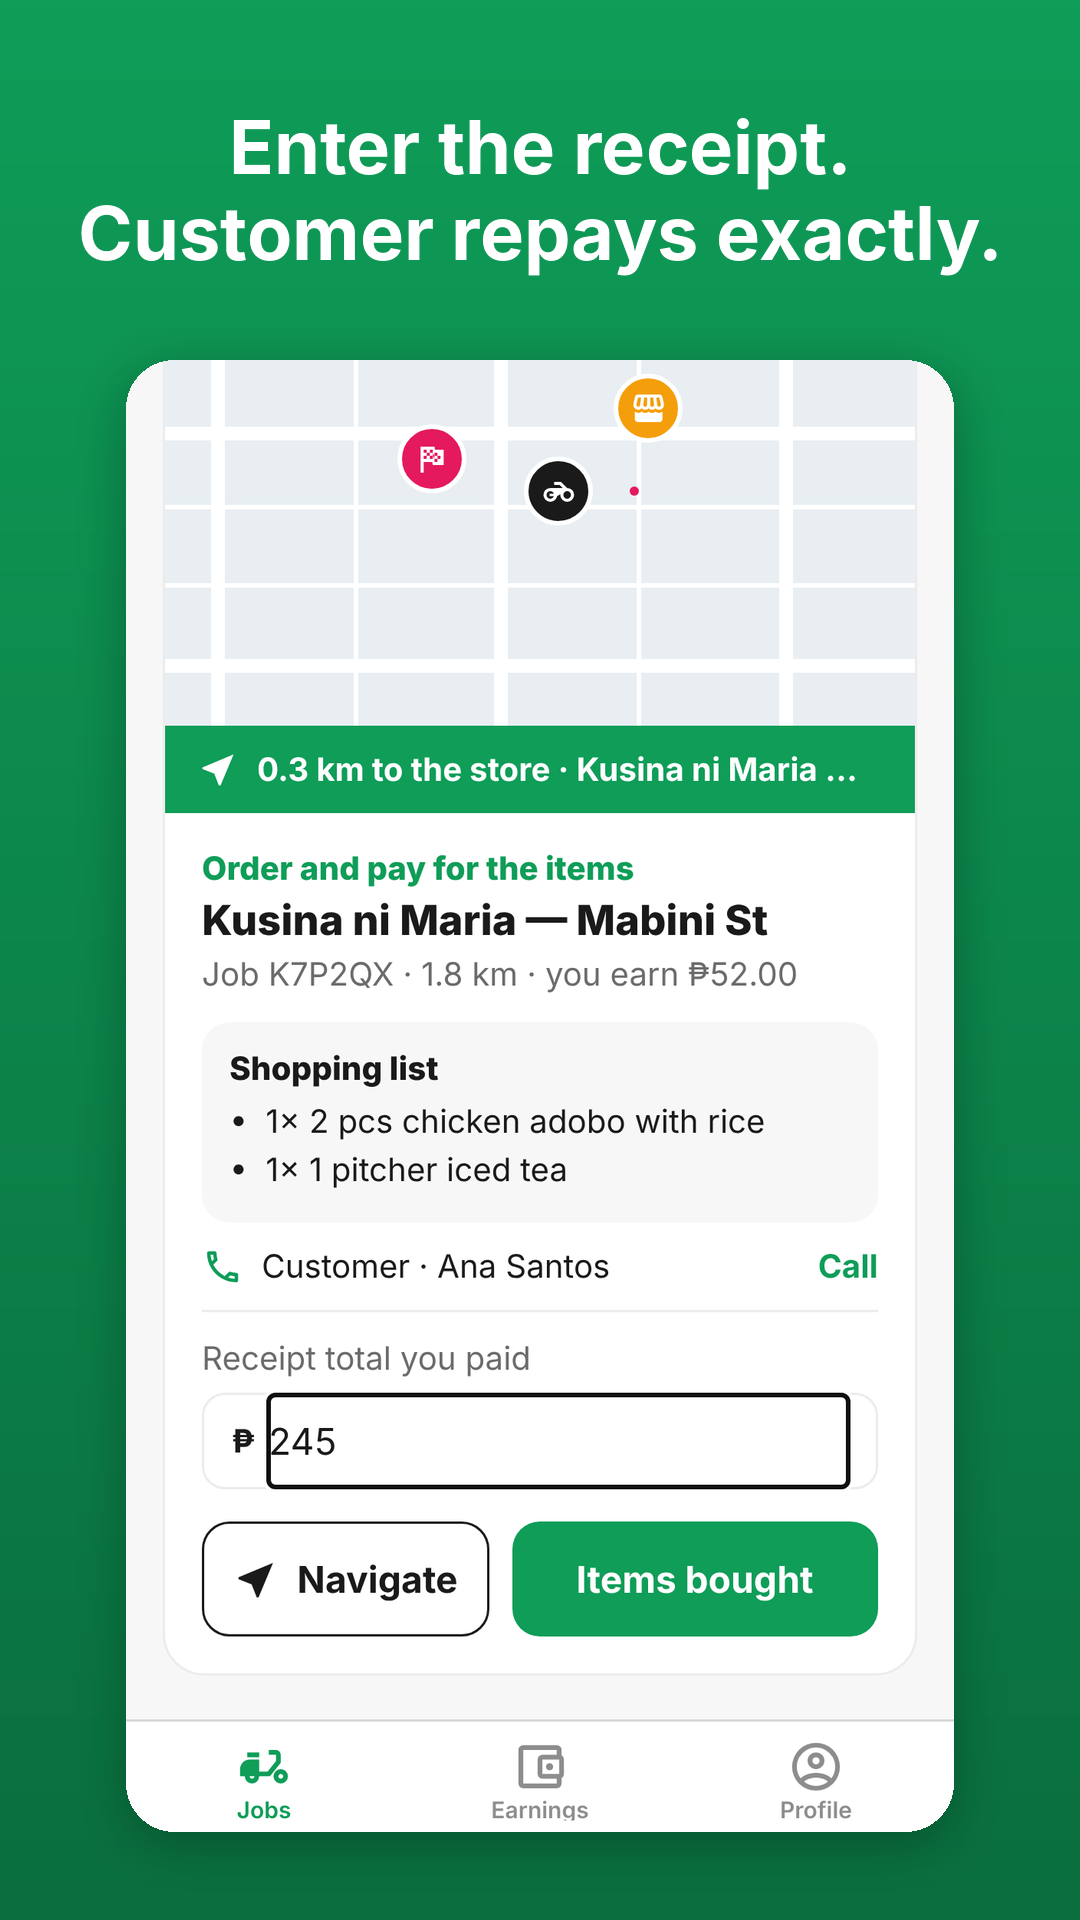 Enter the receipt.
Customer repays exactly.
0.3 km to the store · Kusina ni Maria ...
Order and pay for the items
Kusina ni Maria — Mabini St
Job K7P2QX · 1.8 km · you earn ₱52.00
Shopping list
• 1× 2 pcs chicken adobo with rice
• 1× 1 pitcher iced tea
Customer · Ana Santos
Call
Receipt total you paid
₱ 245
Navigate
Items bought
Jobs
Earnings
Profile